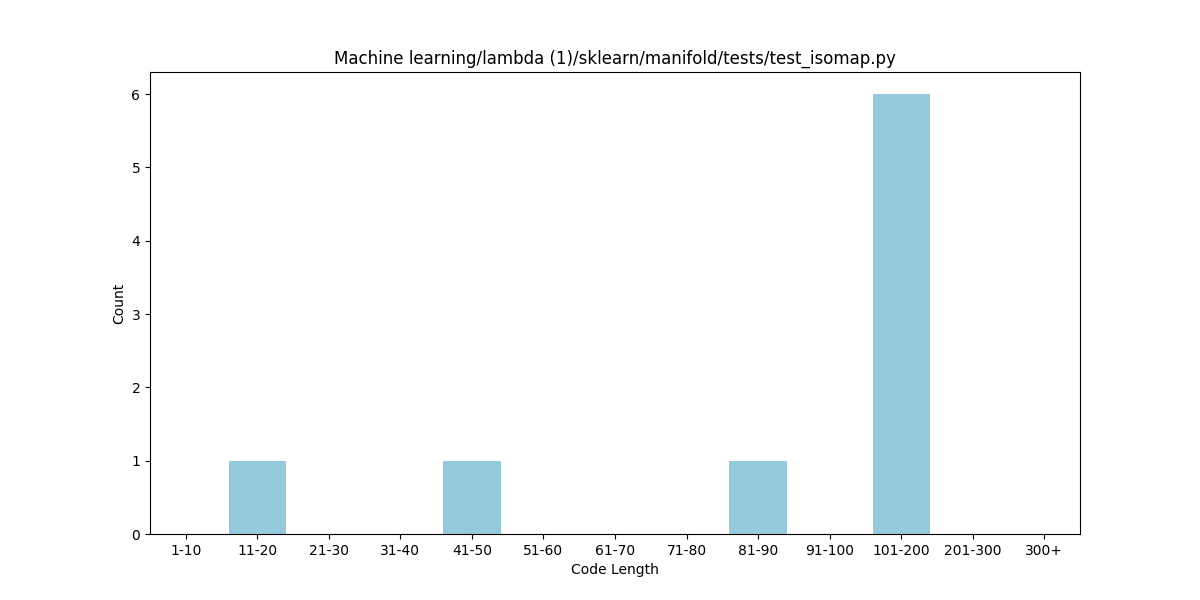 Machine learning/lambda (1)/sklearn/manifold/tests/test_isomap.py
Count
6
5
4
3
2
1
0
1-10 11-20 21-30 31-40 41-50 51-60 61-70 71-80 81-90 91-100 101-200 201-300 300+
Code Length